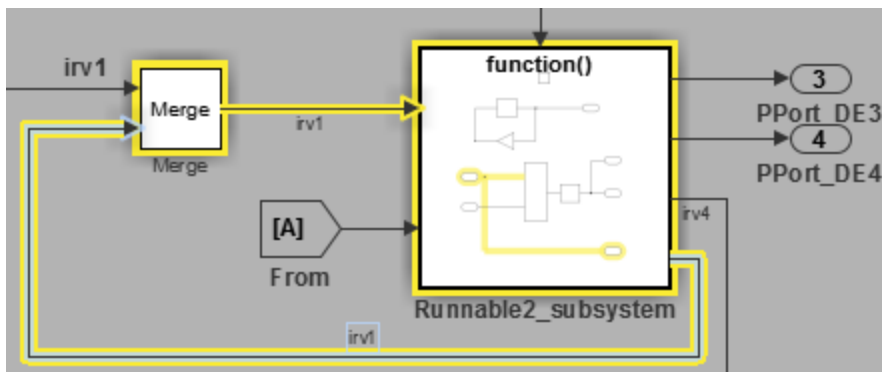 irv1
function()
Merge
irv1
Merge
3
PPort_DE3
4
PPort_DE4
[A]
From
irv4
Runnable2_subsystem
irv1